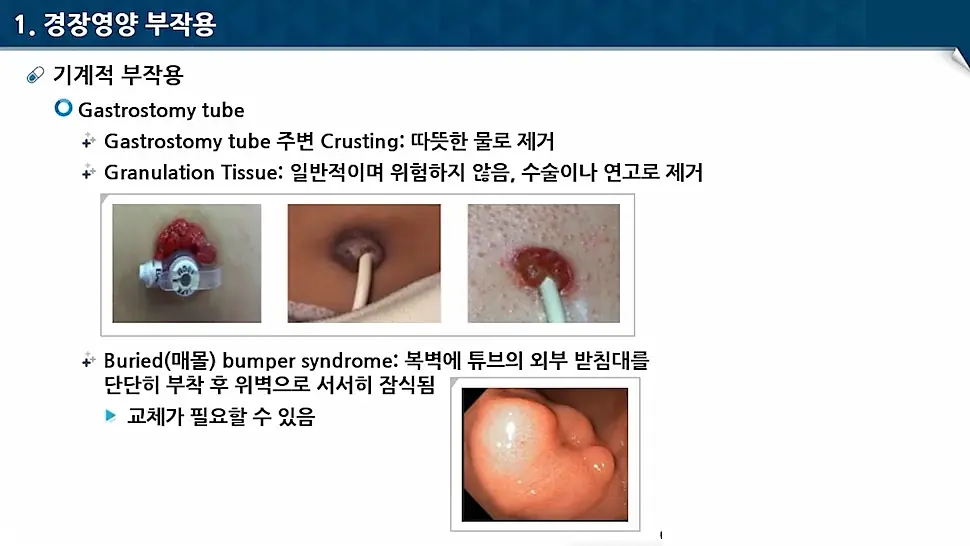 1. 경장영양 부작용
기계적 부작용
Gastrostomy tube
Gastrostomy tube 주변 Crusting: 따뜻한 물로 제거
Granulation Tissue: 일반적이며 위험하지 않음, 수술이나 연고로 제거
Buried(매몰) bumper syndrome: 복벽에 튜브의 외부 받침대를
단단히 부착 후 위벽으로 서서히 잠식됨
교체가 필요할 수 있음